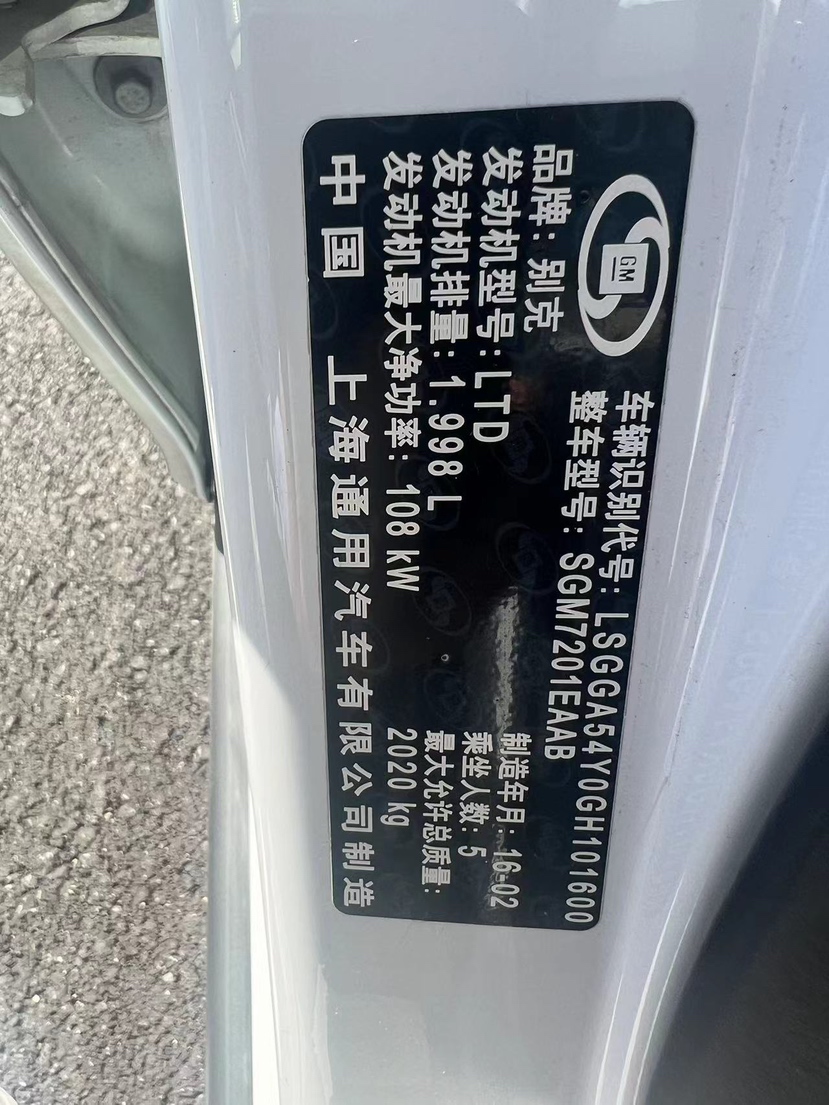 GM
车辆识别代号: LSGGA54Y0GH101600
整车型号: SGM7201EAAB
品牌: 别克
发动机型号: LTD
制造年月: 16-02
发动机排量: 1.998L
乘坐人数: 5
发动机最大净功率: 108 kW
最大允许总质量:
2020 kg
中国 上海通用汽车有限公司制造